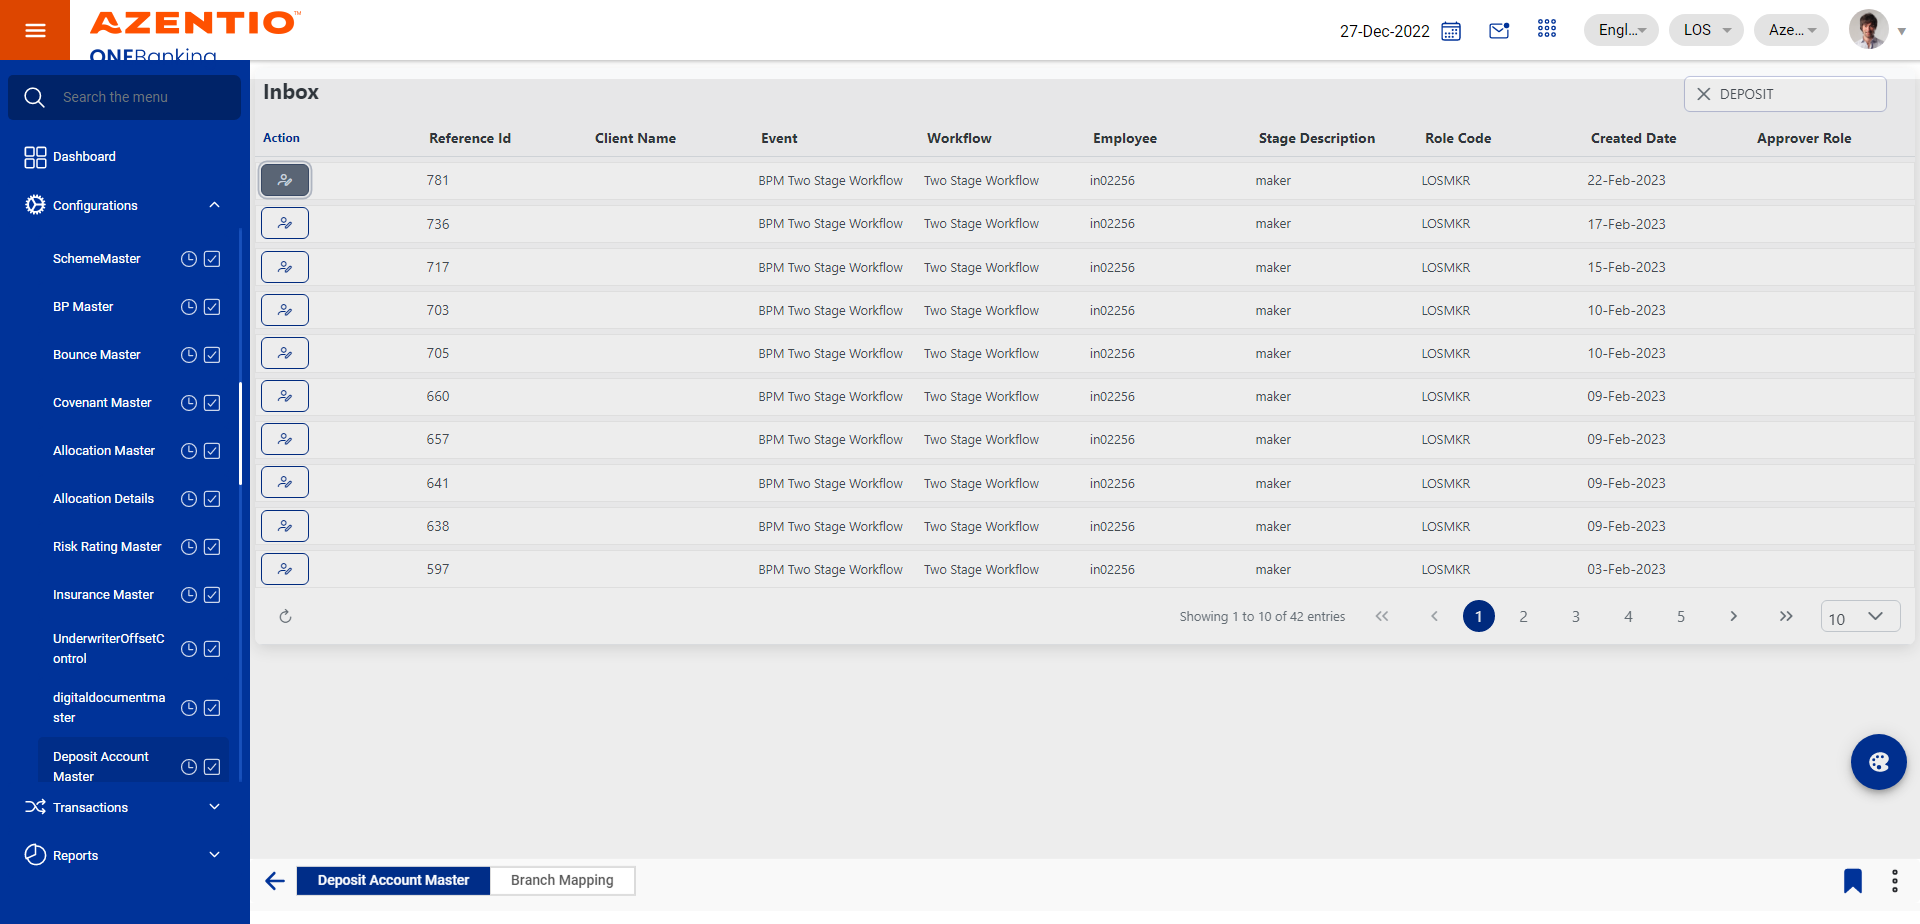 AZENTIO™
ONEBanking
27-Dec-2022
Engl...
LOS
Aze...
Search the menu
Dashboard
Configurations
SchemeMaster
BP Master
Bounce Master
Covenant Master
Allocation Master
Allocation Details
Risk Rating Master
Insurance Master
UnderwriterOffsetC
ontrol
digitaldocumentma
ster
Deposit Account
Master
Transactions
Reports
Inbox
DEPOSIT
Action Reference Id Client Name Event Workflow Employee Stage Description Role Code Created Date Approver Role
781 BPM Two Stage Workflow Two Stage Workflow in02256 maker LOSMKR 22-Feb-2023
736 BPM Two Stage Workflow Two Stage Workflow in02256 maker LOSMKR 17-Feb-2023
717 BPM Two Stage Workflow Two Stage Workflow in02256 maker LOSMKR 15-Feb-2023
703 BPM Two Stage Workflow Two Stage Workflow in02256 maker LOSMKR 10-Feb-2023
705 BPM Two Stage Workflow Two Stage Workflow in02256 maker LOSMKR 10-Feb-2023
660 BPM Two Stage Workflow Two Stage Workflow in02256 maker LOSMKR 09-Feb-2023
657 BPM Two Stage Workflow Two Stage Workflow in02256 maker LOSMKR 09-Feb-2023
641 BPM Two Stage Workflow Two Stage Workflow in02256 maker LOSMKR 09-Feb-2023
638 BPM Two Stage Workflow Two Stage Workflow in02256 maker LOSMKR 09-Feb-2023
597 BPM Two Stage Workflow Two Stage Workflow in02256 maker LOSMKR 03-Feb-2023
Showing 1 to 10 of 42 entries 1 2 3 4 5 10
Deposit Account Master Branch Mapping